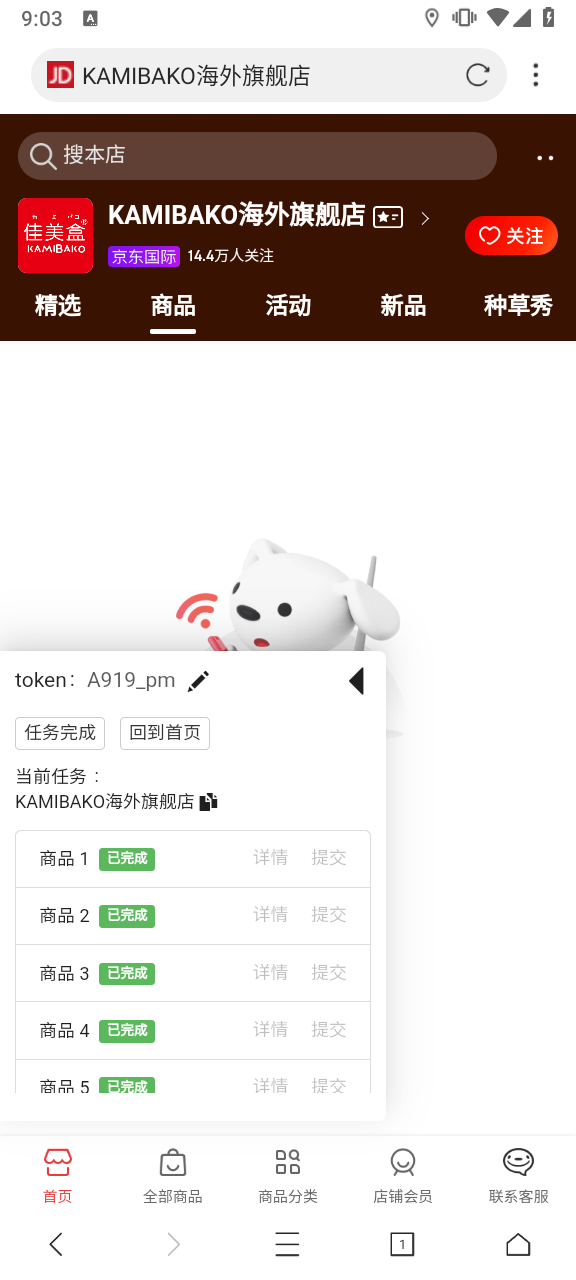 9:03
A
JD KAMIBAKO海外旗舰店
搜本店
佳美盒
KAMIBAKO
KAMIBAKO海外旗舰店
京东国际 14.4万人关注
关注
精选 商品 活动 新品 种草秀
token： A919_pm
任务完成 回到首页
当前任务：
KAMIBAKO海外旗舰店
商品 1 已完成 详情 提交
商品 2 已完成 详情 提交
商品 3 已完成 详情 提交
商品 4 已完成 详情 提交
商品 5 已完成 详情 提交
首页 全部商品 商品分类 店铺会员 联系客服
1